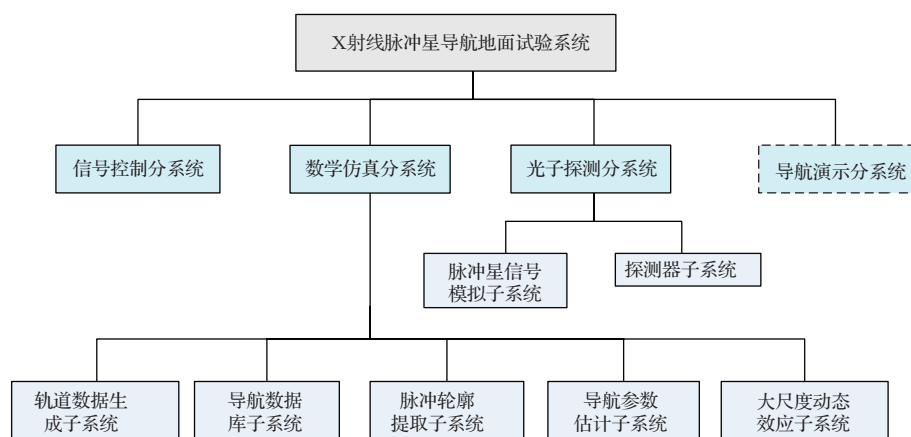 X射线脉冲星导航地面试验系统
信号控制分系统
数学仿真分系统
光子探测分系统
导航演示分系统
脉冲星信号
模拟子系统
探测器子系统
轨道数据生
成子系统
导航数据
库子系统
脉冲轮廓
提取子系统
导航参数
估计子系统
大尺度动态
效应子系统